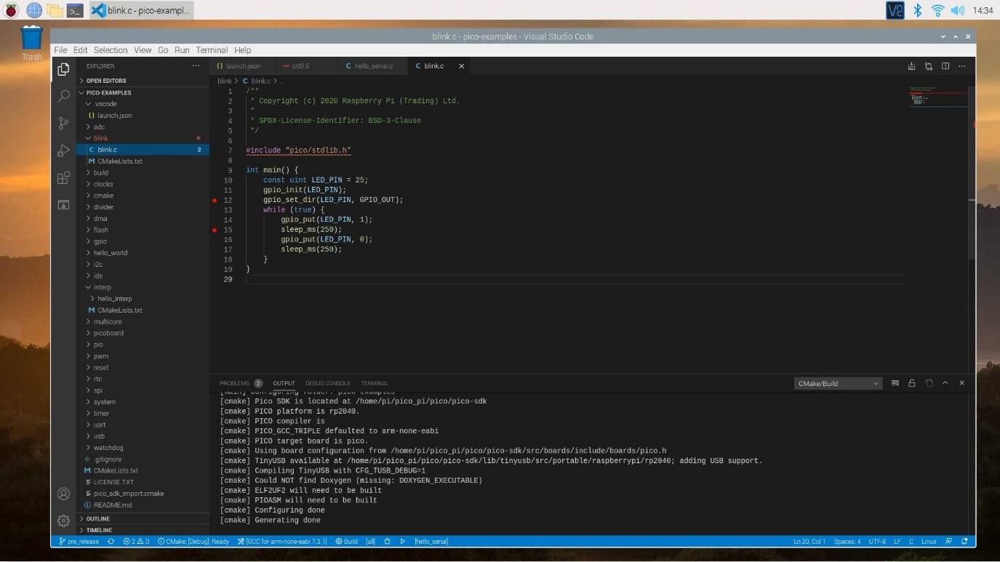 blink.c - pico-exampl...
14:34
Trash
blink.c - pico-examples - Visual Studio Code
File Edit Selection View Go Run Terminal Help
EXPLORER
OPEN EDITORS
PICO-EXAMPLES
.vscode
launch.json
adc
blink
blink.c 2
CMakeLists.txt
build
clocks
cmake
divider
dma
flash
gpio
hello_world
i2c
ide
interp
hello_interp
CMakeLists.txt
multicore
picoboard
pio
pwm
reset
rtc
spi
system
timer
uart
usb
watchdog
.gitignore
CMakeLists.txt
LICENSE.TXT
pico_sdk_import.cmake
README.md
OUTLINE
TIMELINE
launch.json crt0.S hello_serial.c blink.c
blink > C blink.c > ...
1 /**
2 * Copyright (c) 2020 Raspberry Pi (Trading) Ltd.
3 *
4 * SPDX-License-Identifier: BSD-3-Clause
5 */
6
7 #include "pico/stdlib.h"
8
9 int main() {
10 const uint LED_PIN = 25;
11 gpio_init(LED_PIN);
12 gpio_set_dir(LED_PIN, GPIO_OUT);
13 while (true) {
14 gpio_put(LED_PIN, 1);
15 sleep_ms(250);
16 gpio_put(LED_PIN, 0);
17 sleep_ms(250);
18 }
19 }
20
PROBLEMS 2 OUTPUT DEBUG CONSOLE TERMINAL CMake/Build
[main] Configuring folder: pico-examples
[cmake] Pico SDK is located at /home/pi/pico_pi/pico/pico-sdk
[cmake] PICO platform is rp2040.
[cmake] PICO compiler is
[cmake] PICO_GCC_TRIPLE defaulted to arm-none-eabi
[cmake] PICO target board is pico.
[cmake] Using board configuration from /home/pi/pico_pi/pico/pico-sdk/src/boards/include/boards/pico.h
[cmake] TinyUSB available at /home/pi/pico_pi/pico/pico-sdk/lib/tinyusb/src/portable/raspberrypi/rp2040; adding USB support.
[cmake] Compiling TinyUSB with CFG_TUSB_DEBUG=1
[cmake] Could NOT find Doxygen (missing: DOXYGEN_EXECUTABLE)
[cmake] ELF2UF2 will need to be built
[cmake] PIOASM will need to be built
[cmake] Configuring done
[cmake] Generating done
pre_release 2 0 CMake: [Debug]: Ready [GCC for arm-none-eabi 7.3.1] Build [all] [hello_serial] Ln 20, Col 1 Spaces: 4 UTF-8 LF C Linux